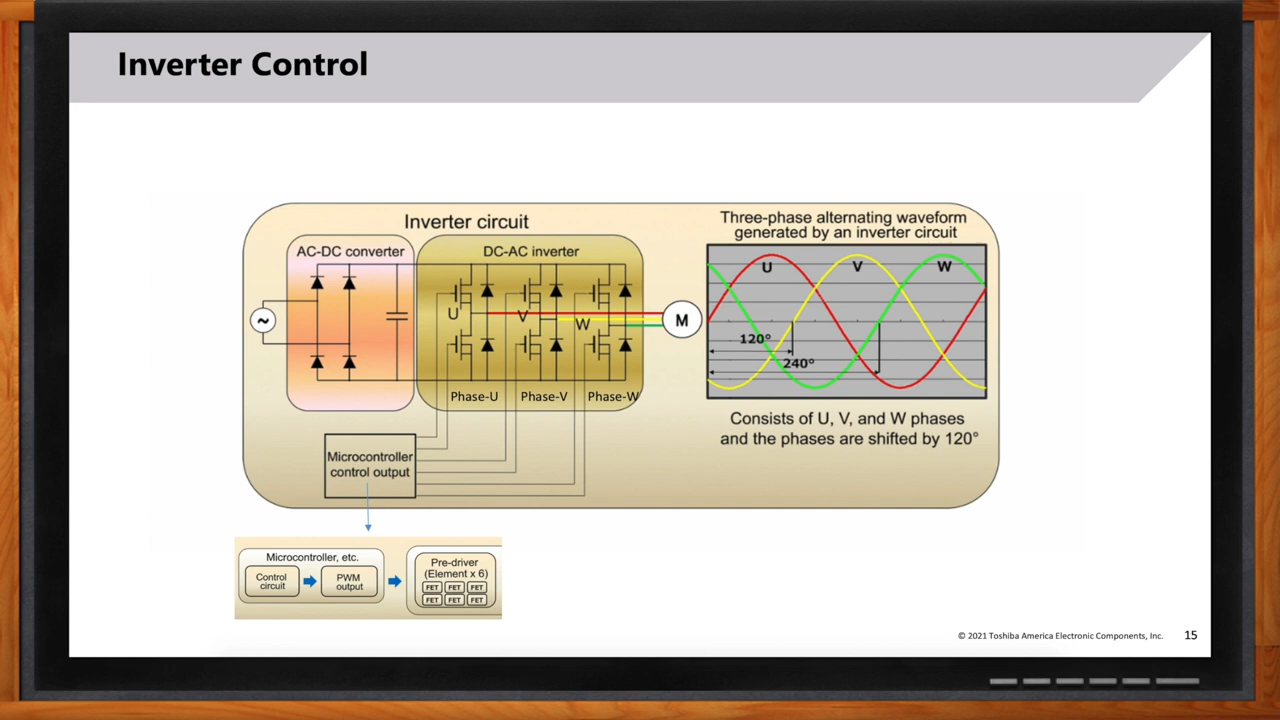 Inverter Control
Inverter circuit
AC-DC converter
DC-AC inverter
U
V
W
M
~
Phase-U
Phase-V
Phase-W
Microcontroller
control output
Three-phase alternating waveform
generated by an inverter circuit
U
V
W
120°
240°
Consists of U, V, and W phases
and the phases are shifted by 120°
Microcontroller, etc.
Control
circuit
PWM
output
Pre-driver
(Element x 6)
FET FET FET
FET FET FET
© 2021 Toshiba America Electronic Components, Inc.
15